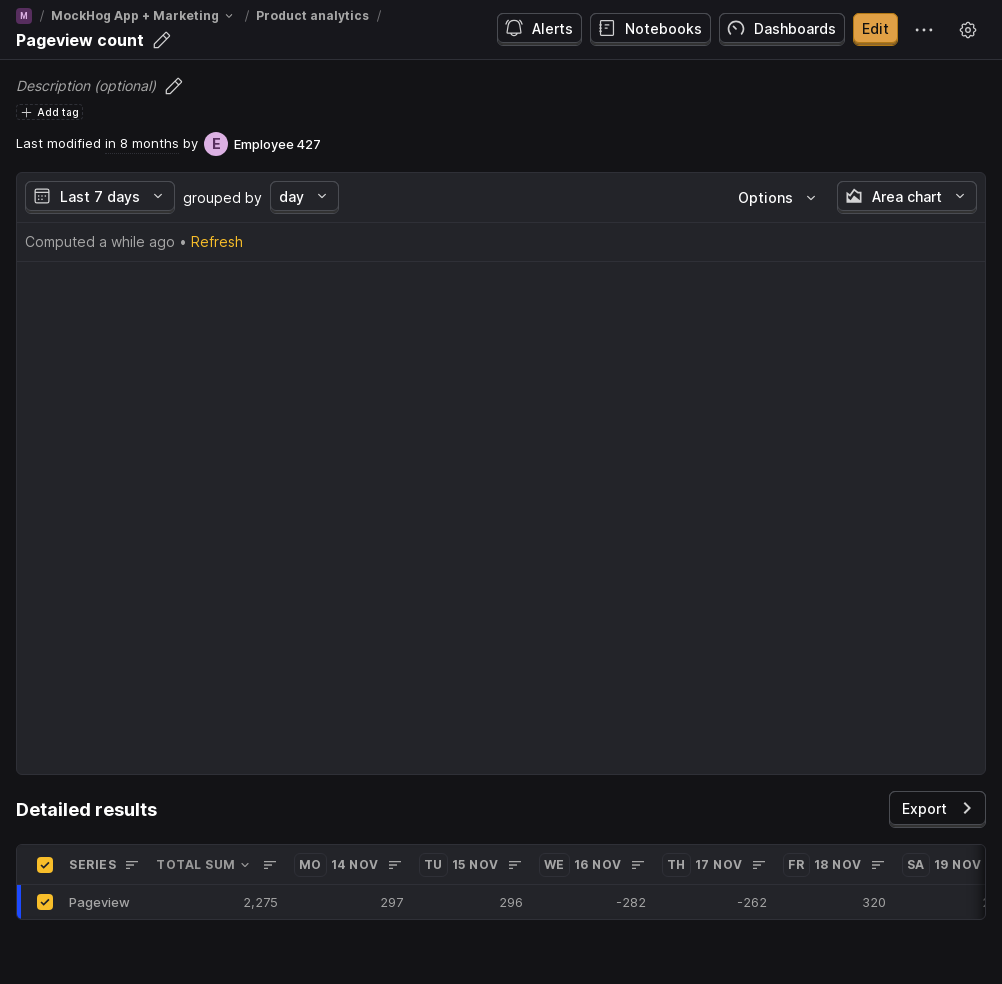 M / MockHog App + Marketing / Product analytics /
Pageview count
Alerts Notebooks Dashboards Edit
Description (optional)
Add tag
Last modified in 8 months by E Employee 427
Last 7 days grouped by day Options Area chart
Computed a while ago • Refresh
Detailed results
Export
SERIES TOTAL SUM MO 14 NOV TU 15 NOV WE 16 NOV TH 17 NOV FR 18 NOV SA 19 NOV
Pageview 2,275 297 296 -282 -262 320